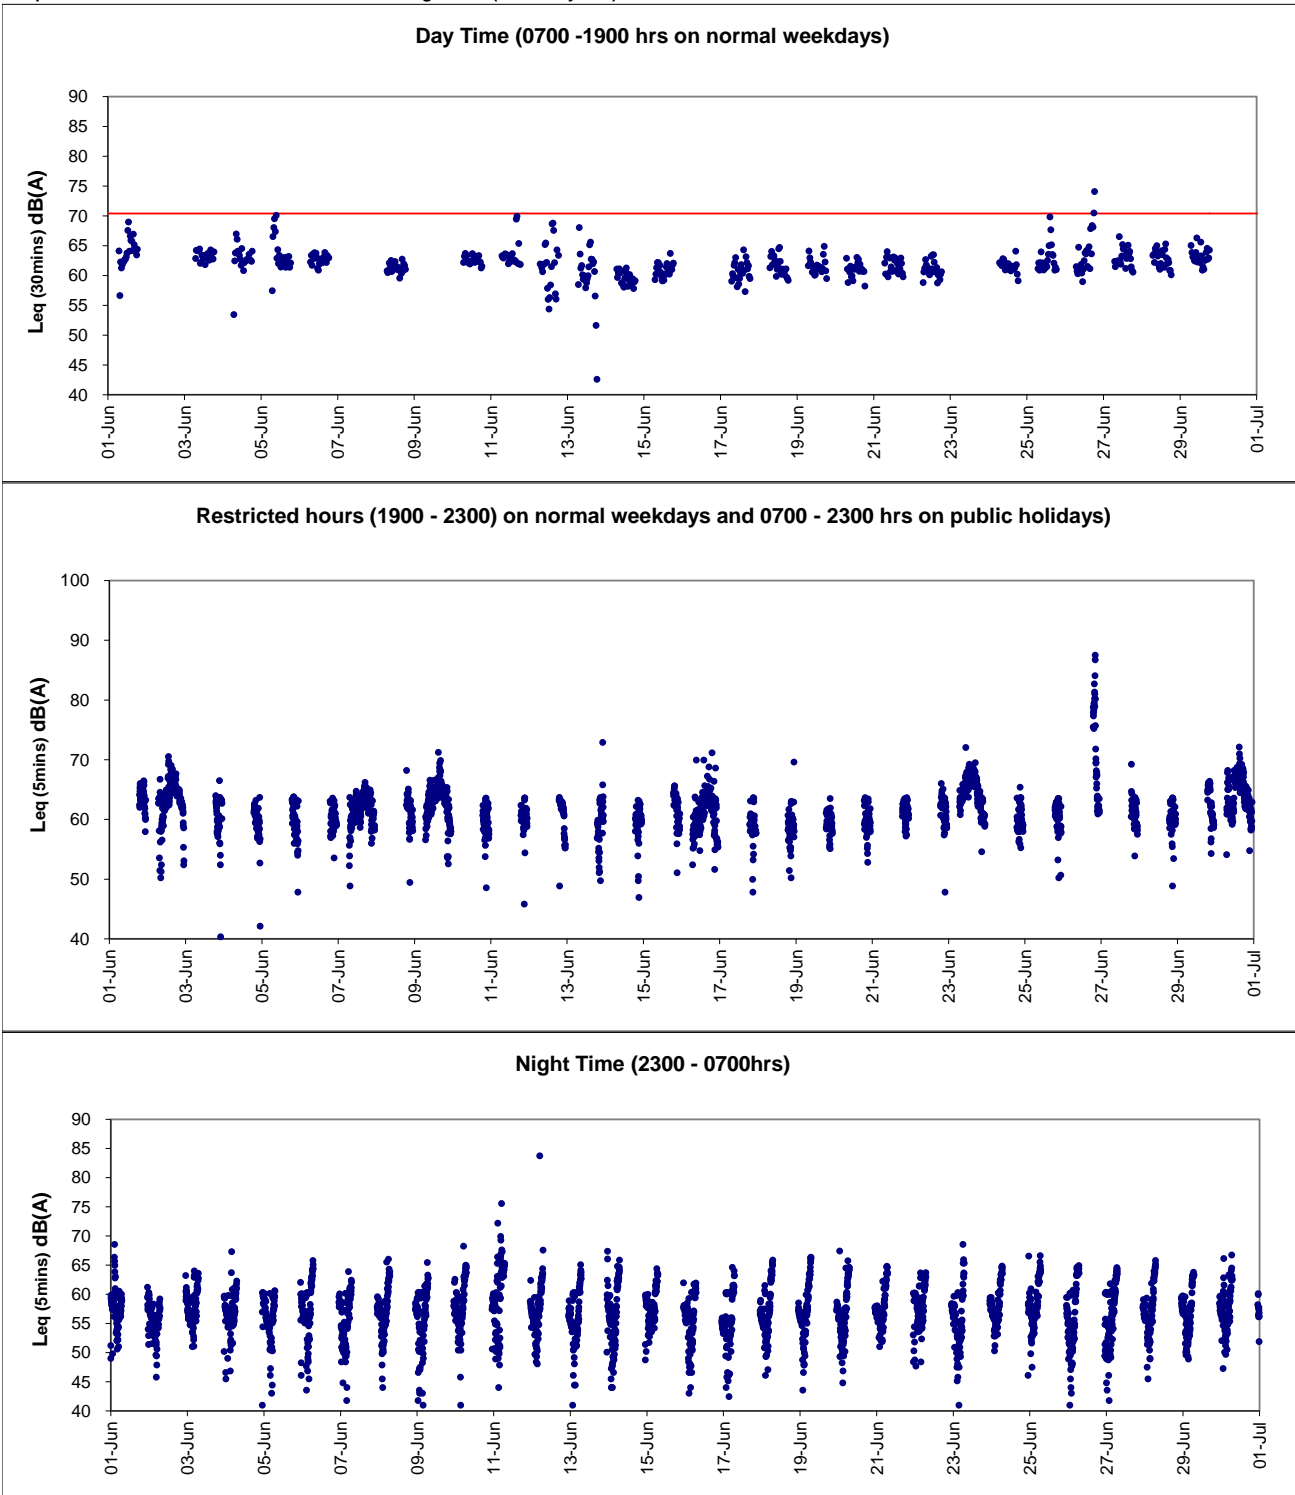 Day Time (0700 -1900 hrs on normal weekdays)
Leq (30mins) dB(A)
90
85
80
75
70
65
60
55
50
45
40
01-Jun
03-Jun
05-Jun
07-Jun
09-Jun
11-Jun
13-Jun
15-Jun
17-Jun
19-Jun
21-Jun
23-Jun
25-Jun
27-Jun
29-Jun
01-Jul
Restricted hours (1900 - 2300) on normal weekdays and 0700 - 2300 hrs on public holidays)
Leq (5mins) dB(A)
100
90
80
70
60
50
40
01-Jun
03-Jun
05-Jun
07-Jun
09-Jun
11-Jun
13-Jun
15-Jun
17-Jun
19-Jun
21-Jun
23-Jun
25-Jun
27-Jun
29-Jun
01-Jul
Night Time (2300 - 0700hrs)
Leq (5mins) dB(A)
90
85
80
75
70
65
60
55
50
45
40
01-Jun
03-Jun
05-Jun
07-Jun
09-Jun
11-Jun
13-Jun
15-Jun
17-Jun
19-Jun
21-Jun
23-Jun
25-Jun
27-Jun
29-Jun
01-Jul